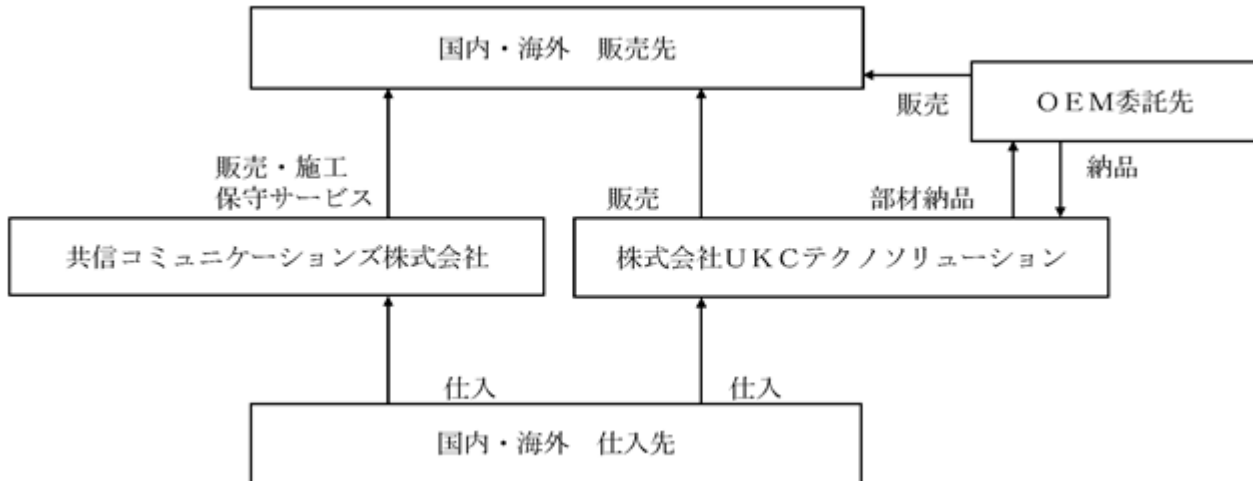 国内・海外　販売先
販売
ＯＥＭ委託先
販売・施工
保守サービス
販売
部材納品
納品
共信コミュニケーションズ株式会社
株式会社ＵＫＣテクノソリューション
仕入
仕入
国内・海外　仕入先